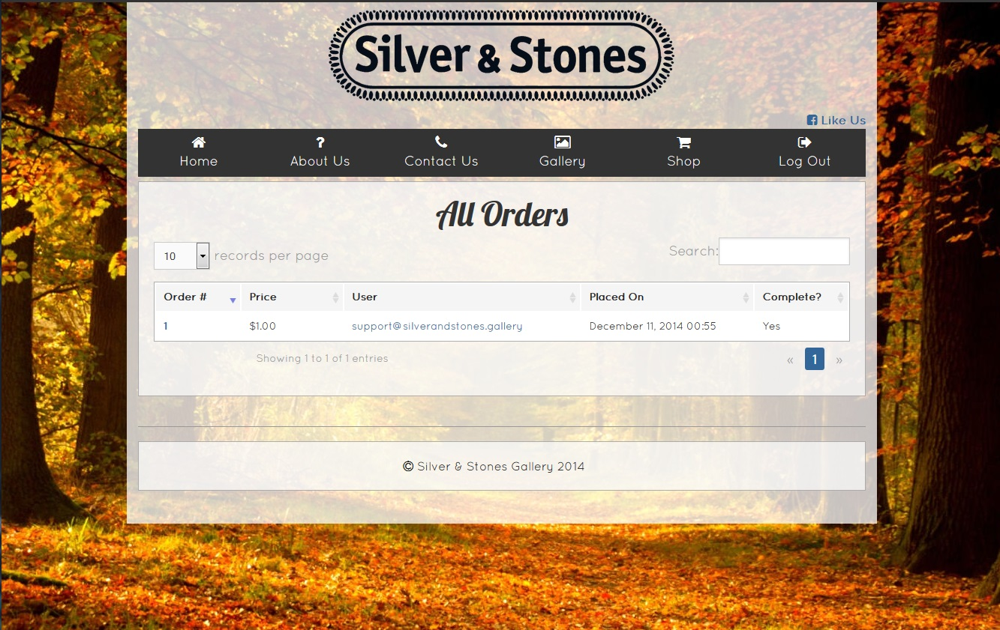 Silver & Stones
Like Us
Home About Us Contact Us Gallery Shop Log Out
All Orders
10 records per page Search:
Order # Price User Placed On Complete?
1 $1.00 support@silverandstones.gallery December 11, 2014 00:55 Yes
Showing 1 to 1 of 1 entries « 1 »
© Silver & Stones Gallery 2014